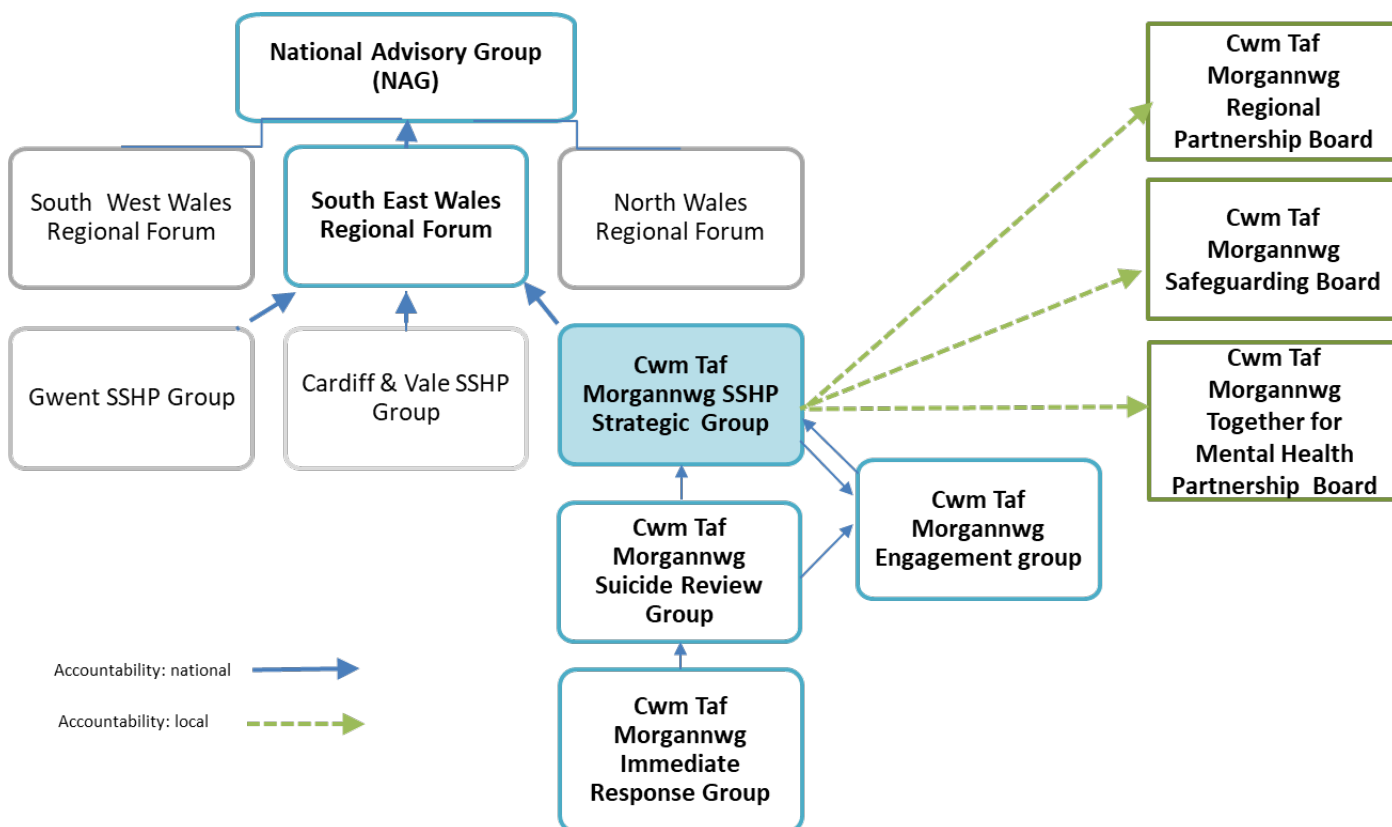 National Advisory Group
(NAG)
Cwm Taf
Morgannwg
Regional
Partnership Board
South West Wales
Regional Forum
South East Wales
Regional Forum
North Wales
Regional Forum
Cwm Taf
Morgannwg
Safeguarding Board
Gwent SSHP Group
Cardiff & Vale SSHP
Group
Cwm Taf
Morgannwg SSHP
Strategic Group
Cwm Taf
Morgannwg
Together for
Mental Health
Partnership Board
Cwm Taf
Morgannwg
Suicide Review
Group
Cwm Taf
Morgannwg
Engagement group
Accountability: national
Accountability: local
Cwm Taf
Morgannwg
Immediate
Response Group